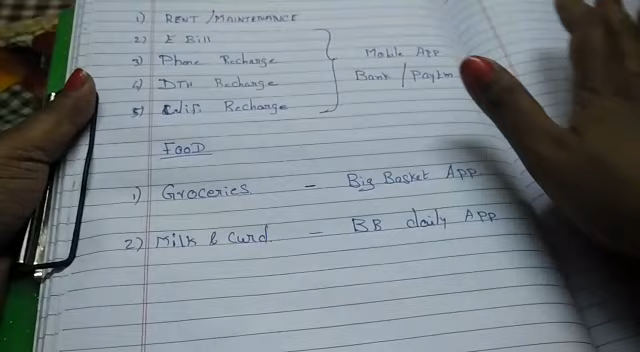 1) RENT / MAINTENANCE
2) E Bill
3) Phone Recharge
4) DTH Recharge
5) Wifi Recharge
Mobile App
Bank / Paytm
FOOD
1) Groceries - Big Basket App
2) Milk & Curd - BB daily App